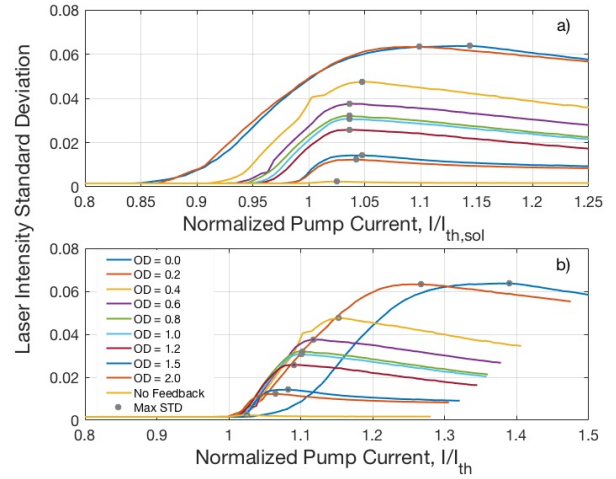 Laser Intensity Standard Deviation
a)
0.08
0.06
0.04
0.02
0
0.8 0.85 0.9 0.95 1 1.05 1.1 1.15 1.2 1.25
Normalized Pump Current, I/I_th,sol
b)
0.08
0.06
0.04
0.02
0
OD = 0.0
OD = 0.2
OD = 0.4
OD = 0.6
OD = 0.8
OD = 1.0
OD = 1.2
OD = 1.5
OD = 2.0
No Feedback
Max STD
0.8 0.9 1 1.1 1.2 1.3 1.4 1.5
Normalized Pump Current, I/I_th